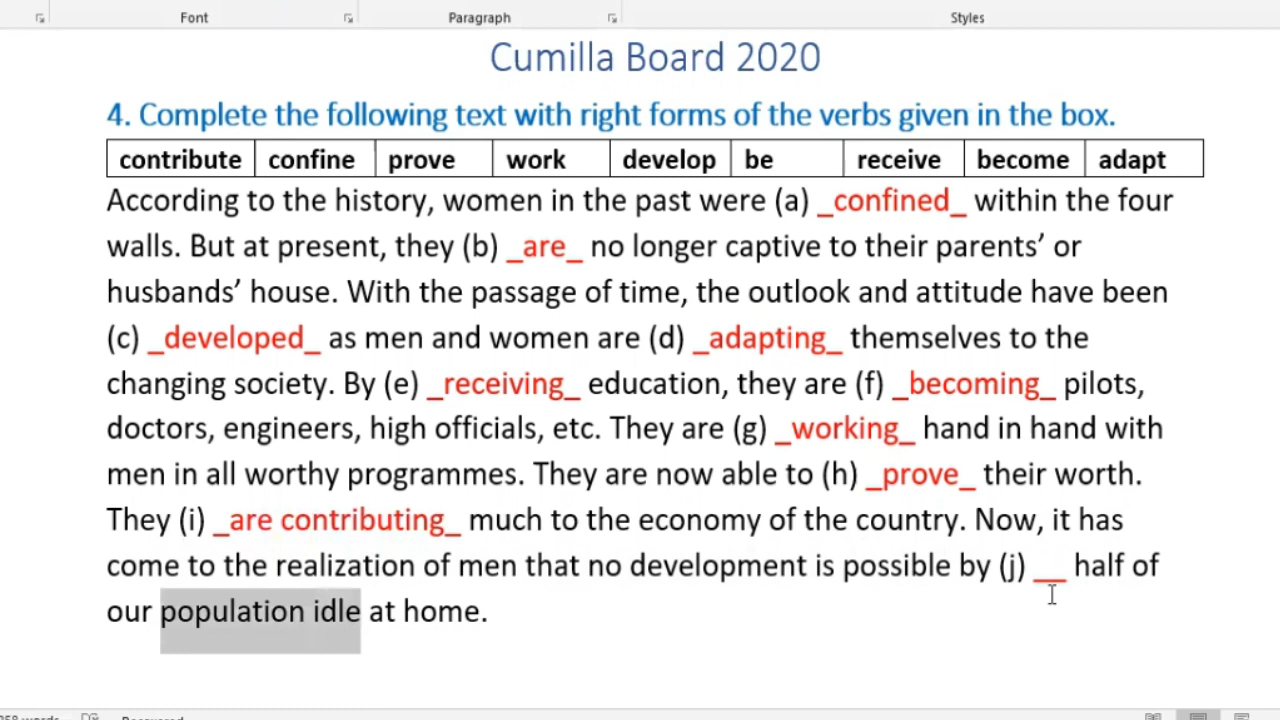 Font Paragraph Styles
Cumilla Board 2020
4. Complete the following text with right forms of the verbs given in the box.
contribute confine prove work develop be receive become adapt
According to the history, women in the past were (a) _confined_ within the four
walls. But at present, they (b) _are_ no longer captive to their parents’ or
husbands’ house. With the passage of time, the outlook and attitude have been
(c) _developed_ as men and women are (d) _adapting_ themselves to the
changing society. By (e) _receiving_ education, they are (f) _becoming_ pilots,
doctors, engineers, high officials, etc. They are (g) _working_ hand in hand with
men in all worthy programmes. They are now able to (h) _prove_ their worth.
They (i) _are contributing_ much to the economy of the country. Now, it has
come to the realization of men that no development is possible by (j) __ half of
our population idle at home.